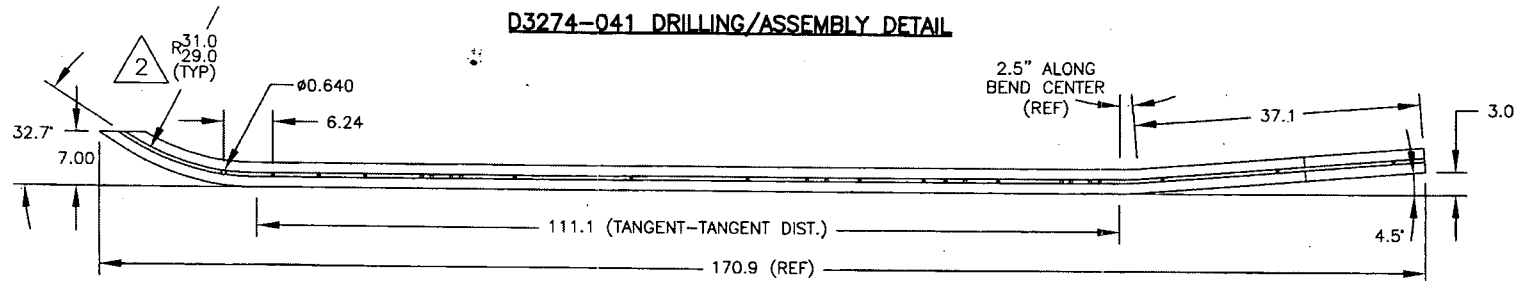 D3274-041 DRILLING/ASSEMBLY DETAIL
2
R31.0
29.0
(TYP)
ø0.640
2.5" ALONG
BEND CENTER
(REF)
32.7°
7.00
6.24
37.1
3.0
111.1 (TANGENT-TANGENT DIST.)
4.5°
170.9 (REF)